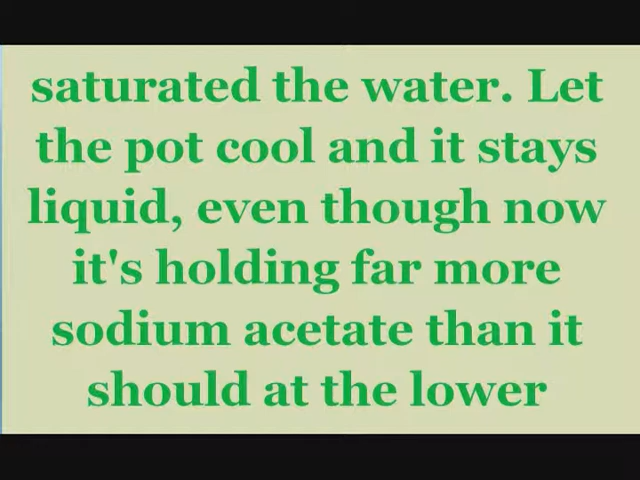 saturated the water. Let
the pot cool and it stays
liquid, even though now
it's holding far more
sodium acetate than it
should at the lower